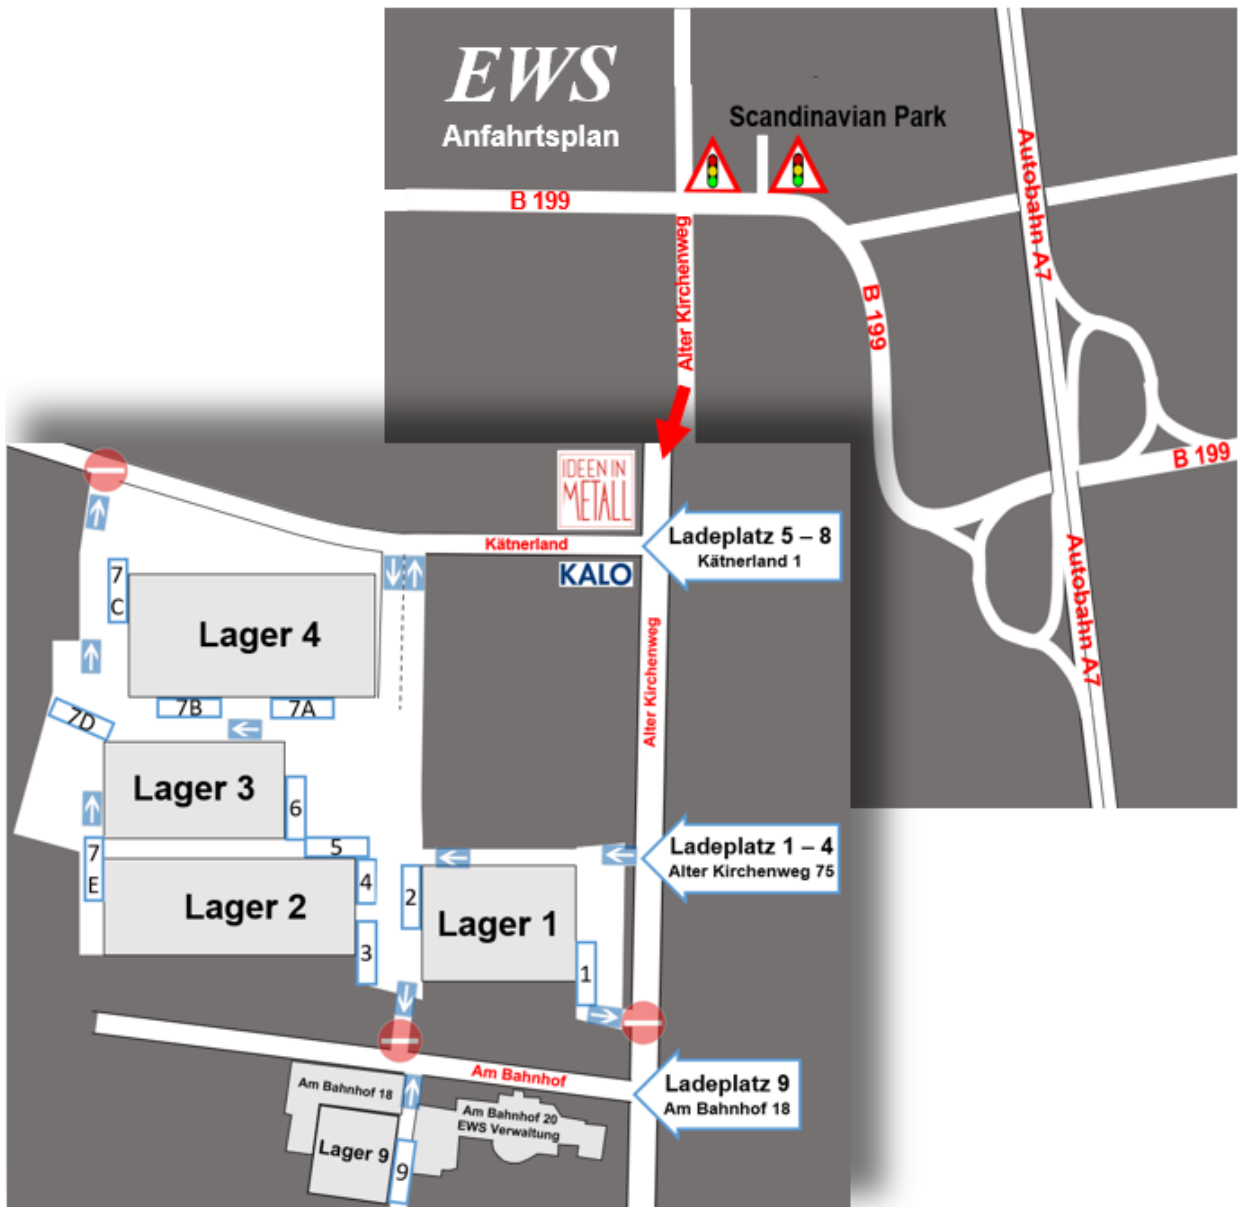 EWS
Anfahrtsplan
Scandinavian Park
B 199
Autobahn A7
Alter Kirchenweg
B 199
B 199
IDEEN IN
METALL
Ladeplatz 5 – 8
Kätnerland 1
Kätnerland
KALO
Autobahn A7
7
C
Lager 4
Alter Kirchenweg
7B
7A
7D
Lager 3
6
5
7
E
Lager 2
4
2
3
Lager 1
1
Ladeplatz 1 – 4
Alter Kirchenweg 75
Am Bahnhof
Ladeplatz 9
Am Bahnhof 18
Am Bahnhof 18
Am Bahnhof 20
EWS Verwaltung
Lager 9
9